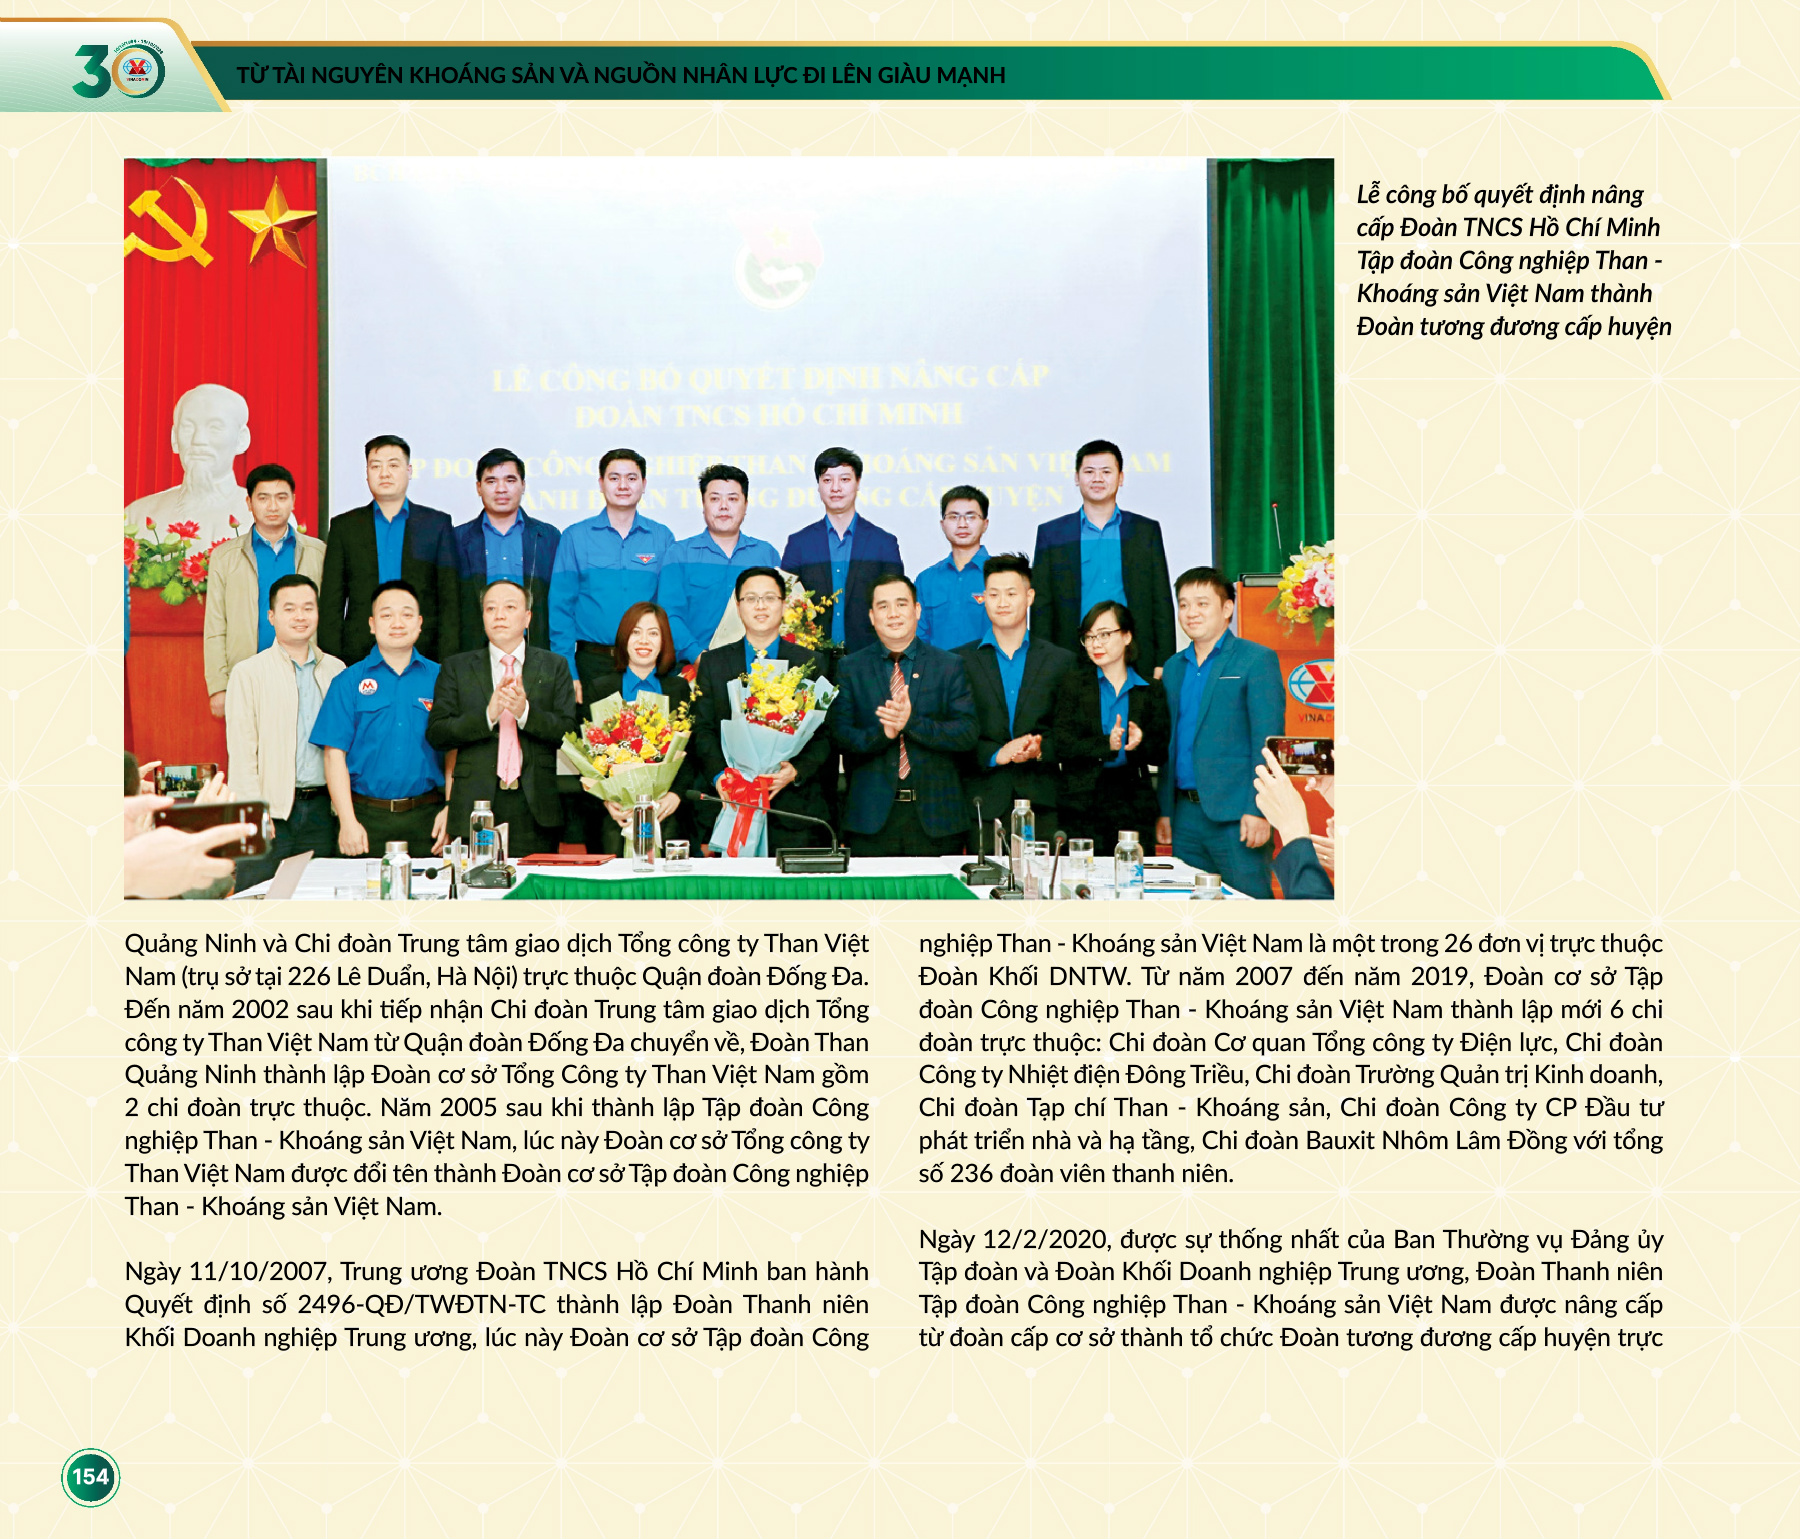 30
VINACOMIN
TỪ TÀI NGUYÊN KHOÁNG SẢN VÀ NGUỒN NHÂN LỰC ĐI LÊN GIÀU MẠNH
LỄ CÔNG BỐ QUYẾT ĐỊNH NÂNG CẤP
ĐOÀN TNCS HỒ CHÍ MINH
P ĐO CÔNG NGHIỆP THAN KHOÁNG SẢN VIỆ NAM
ĐOÀN TƯƠNG ĐƯƠNG CẤP HUYỆN
Lễ công bố quyết định nâng
cấp Đoàn TNCS Hồ Chí Minh
Tập đoàn Công nghiệp Than -
Khoáng sản Việt Nam thành
Đoàn tương đương cấp huyện
Quảng Ninh và Chi đoàn Trung tâm giao dịch Tổng công ty Than Việt
Nam (trụ sở tại 226 Lê Duẩn, Hà Nội) trực thuộc Quận đoàn Đống Đa.
Đến năm 2002 sau khi tiếp nhận Chi đoàn Trung tâm giao dịch Tổng
công ty Than Việt Nam từ Quận đoàn Đống Đa chuyển về, Đoàn Than
Quảng Ninh thành lập Đoàn cơ sở Tổng Công ty Than Việt Nam gồm
2 chi đoàn trực thuộc. Năm 2005 sau khi thành lập Tập đoàn Công
nghiệp Than - Khoáng sản Việt Nam, lúc này Đoàn cơ sở Tổng công ty
Than Việt Nam được đổi tên thành Đoàn cơ sở Tập đoàn Công nghiệp
Than - Khoáng sản Việt Nam.
Ngày 11/10/2007, Trung ương Đoàn TNCS Hồ Chí Minh ban hành
Quyết định số 2496-QĐ/TWĐTN-TC thành lập Đoàn Thanh niên
Khối Doanh nghiệp Trung ương, lúc này Đoàn cơ sở Tập đoàn Công
nghiệp Than - Khoáng sản Việt Nam là một trong 26 đơn vị trực thuộc
Đoàn Khối DNTW. Từ năm 2007 đến năm 2019, Đoàn cơ sở Tập
đoàn Công nghiệp Than - Khoáng sản Việt Nam thành lập mới 6 chi
đoàn trực thuộc: Chi đoàn Cơ quan Tổng công ty Điện lực, Chi đoàn
Công ty Nhiệt điện Đông Triều, Chi đoàn Trường Quản trị Kinh doanh,
Chi đoàn Tạp chí Than - Khoáng sản, Chi đoàn Công ty CP Đầu tư
phát triển nhà và hạ tầng, Chi đoàn Bauxit Nhôm Lâm Đồng với tổng
số 236 đoàn viên thanh niên.
Ngày 12/2/2020, được sự thống nhất của Ban Thường vụ Đảng ủy
Tập đoàn và Đoàn Khối Doanh nghiệp Trung ương, Đoàn Thanh niên
Tập đoàn Công nghiệp Than - Khoáng sản Việt Nam được nâng cấp
từ đoàn cấp cơ sở thành tổ chức Đoàn tương đương cấp huyện trực
154